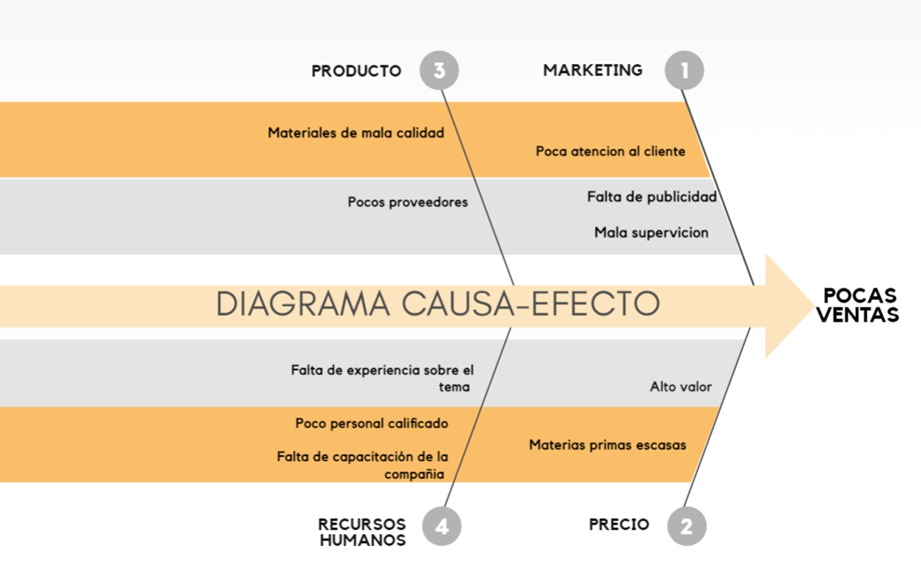 PRODUCTO 3
MARKETING 1
Materiales de mala calidad
Poca atencion al cliente
Pocos proveedores
Falta de publicidad
Mala supervicion
DIAGRAMA CAUSA-EFECTO
POCAS
VENTAS
Falta de experiencia sobre el
tema
Alto valor
Poco personal calificado
Materias primas escasas
Falta de capacitación de la
compañia
RECURSOS
HUMANOS
4
PRECIO 2